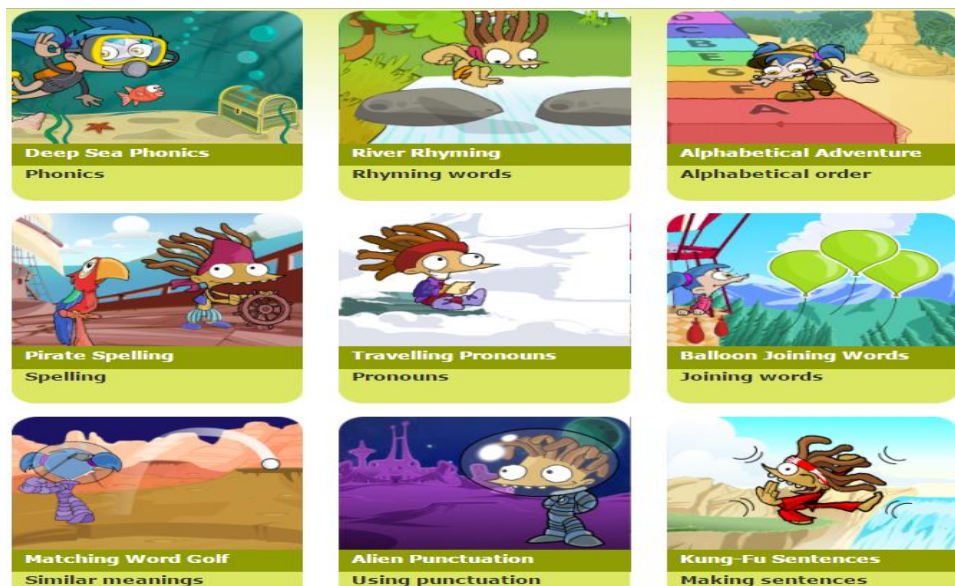 Deep Sea Phonics
Phonics
River Rhyming
Rhyming words
C
B
E
G
F
A
Alphabetical Adventure
Alphabetical order
Pirate Spelling
Spelling
Travelling Pronouns
Pronouns
Balloon Joining Words
Joining words
Matching Word Golf
Similar meanings
Alien Punctuation
Using punctuation
Kung-Fu Sentences
Making sentences